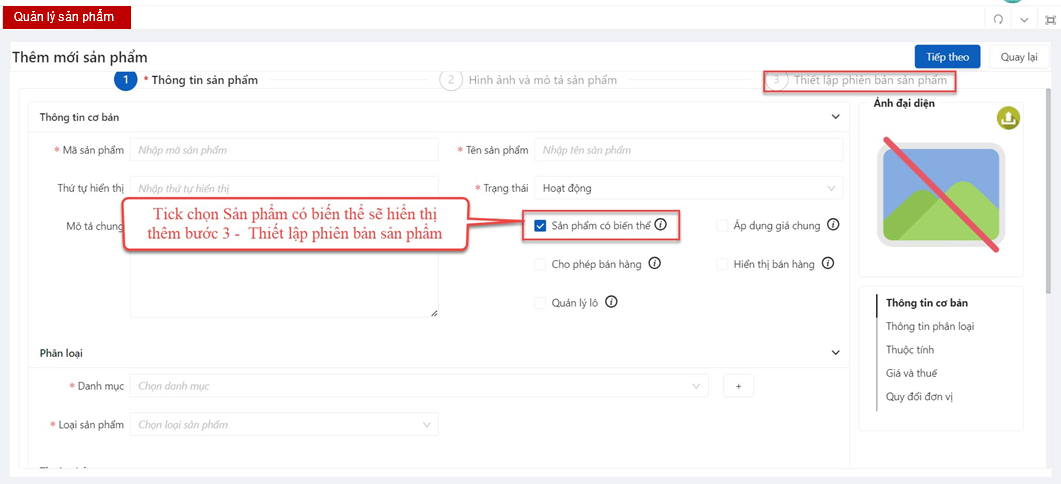 Quản lý sản phẩm
Thêm mới sản phẩm
Tiếp theo
Quay lại
1 * Thông tin sản phẩm
2 Hình ảnh và mô tả sản phẩm
3 Thiết lập phiên bản sản phẩm
Thông tin cơ bản
Ảnh đại diện
* Mã sản phẩm Nhập mã sản phẩm
* Tên sản phẩm Nhập tên sản phẩm
Thứ tự hiển thị Nhập thứ tự hiển thị
* Trạng thái Hoạt động
Mô tả chung
Tick chọn Sản phẩm có biến thể sẽ hiển thị
thêm bước 3 - Thiết lập phiên bản sản phẩm
Sản phẩm có biến thể
Áp dụng giá chung
Cho phép bán hàng
Hiển thị bán hàng
Quản lý lô
Thông tin cơ bản
Thông tin phân loại
Thuộc tính
Giá và thuế
Quy đổi đơn vị
Phân loại
* Danh mục Chọn danh mục +
* Loại sản phẩm Chọn loại sản phẩm